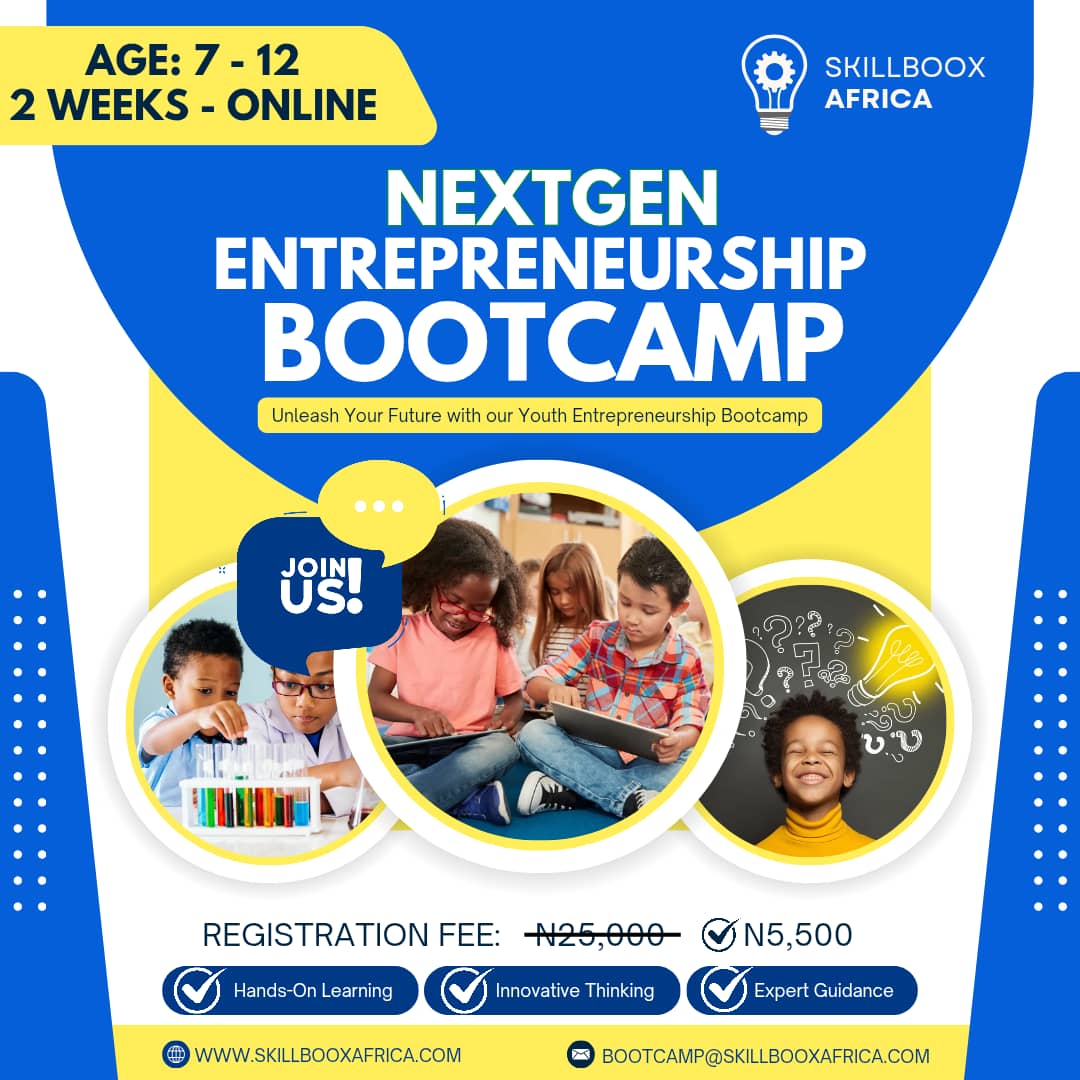 AGE: 7 - 12
2 WEEKS - ONLINE
SKILLBOOX
AFRICA
NEXTGEN
ENTREPRENEURSHIP
BOOTCAMP
Unleash Your Future with our Youth Entrepreneurship Bootcamp
JOIN
US!
REGISTRATION FEE: N25,000 N5,500
Hands-On Learning Innovative Thinking Expert Guidance
WWW.SKILLBOOXAFRICA.COM BOOTCAMP@SKILLBOOXAFRICA.COM